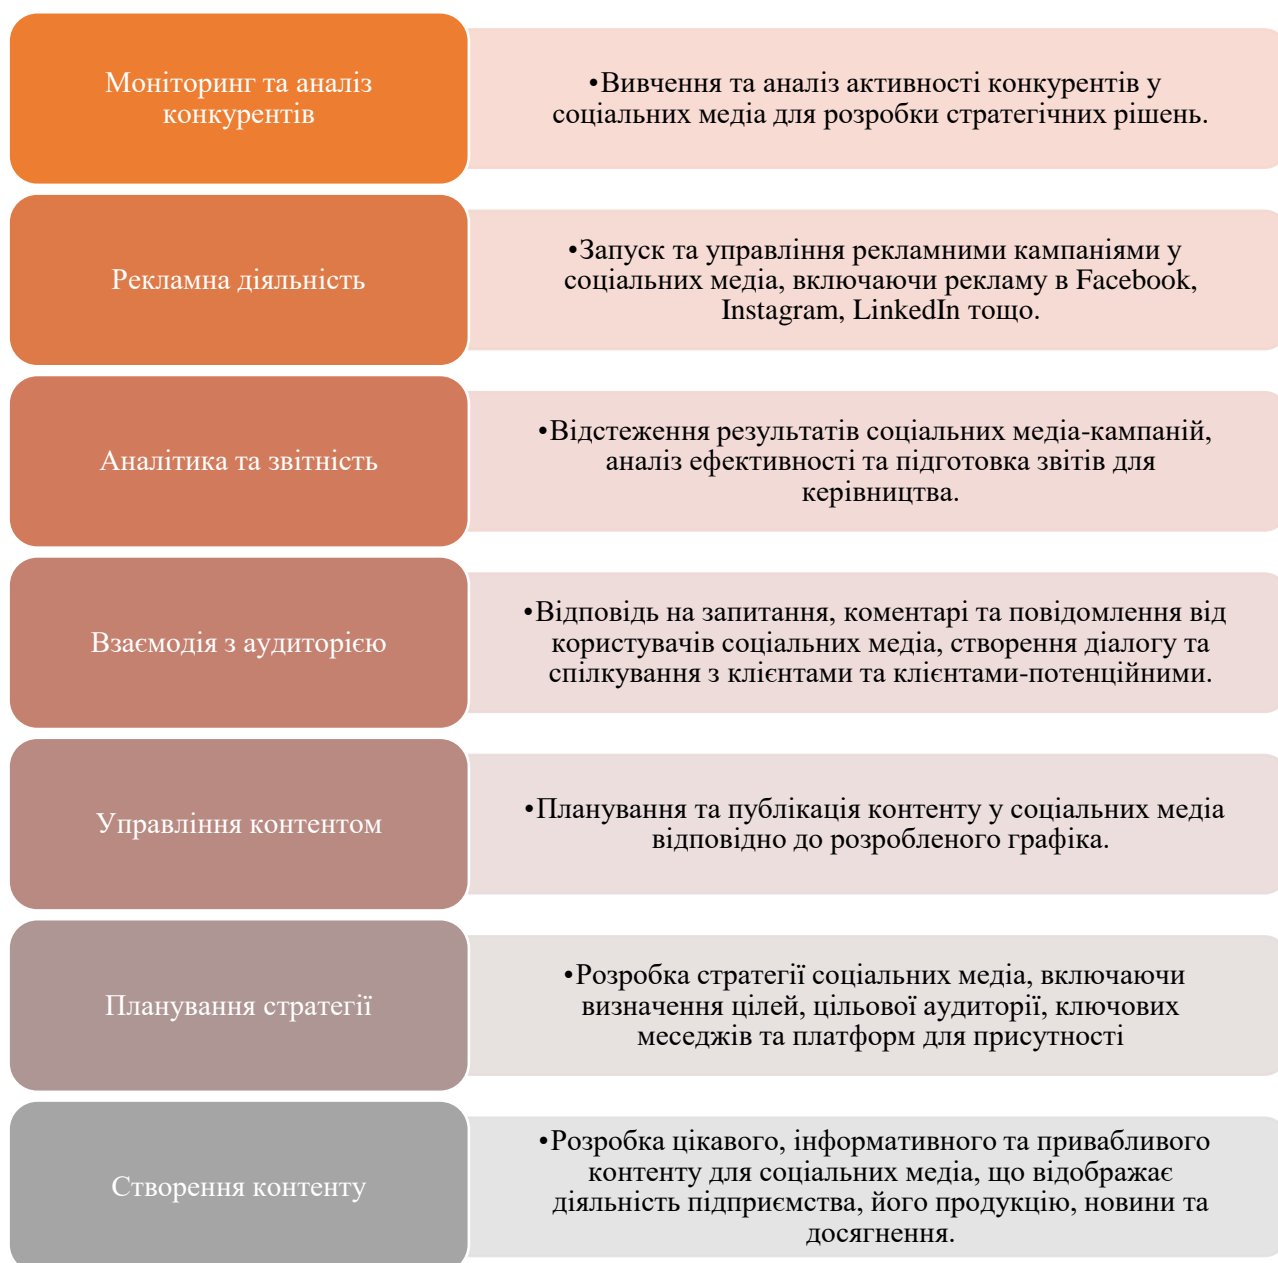 Моніторинг та аналіз
конкурентів
•Вивчення та аналіз активності конкурентів у
соціальних медіа для розробки стратегічних рішень.
Рекламна діяльність
•Запуск та управління рекламними кампаніями у
соціальних медіа, включаючи рекламу в Facebook,
Instagram, LinkedIn тощо.
Аналітика та звітність
•Відстеження результатів соціальних медіа-кампаній,
аналіз ефективності та підготовка звітів для
керівництва.
Взаємодія з аудиторією
•Відповідь на запитання, коментарі та повідомлення від
користувачів соціальних медіа, створення діалогу та
спілкування з клієнтами та клієнтами-потенційними.
Управління контентом
•Планування та публікація контенту у соціальних медіа
відповідно до розробленого графіка.
Планування стратегії
•Розробка стратегії соціальних медіа, включаючи
визначення цілей, цільової аудиторії, ключових
меседжів та платформ для присутності
Створення контенту
•Розробка цікавого, інформативного та привабливого
контенту для соціальних медіа, що відображає
діяльність підприємства, його продукцію, новини та
досягнення.